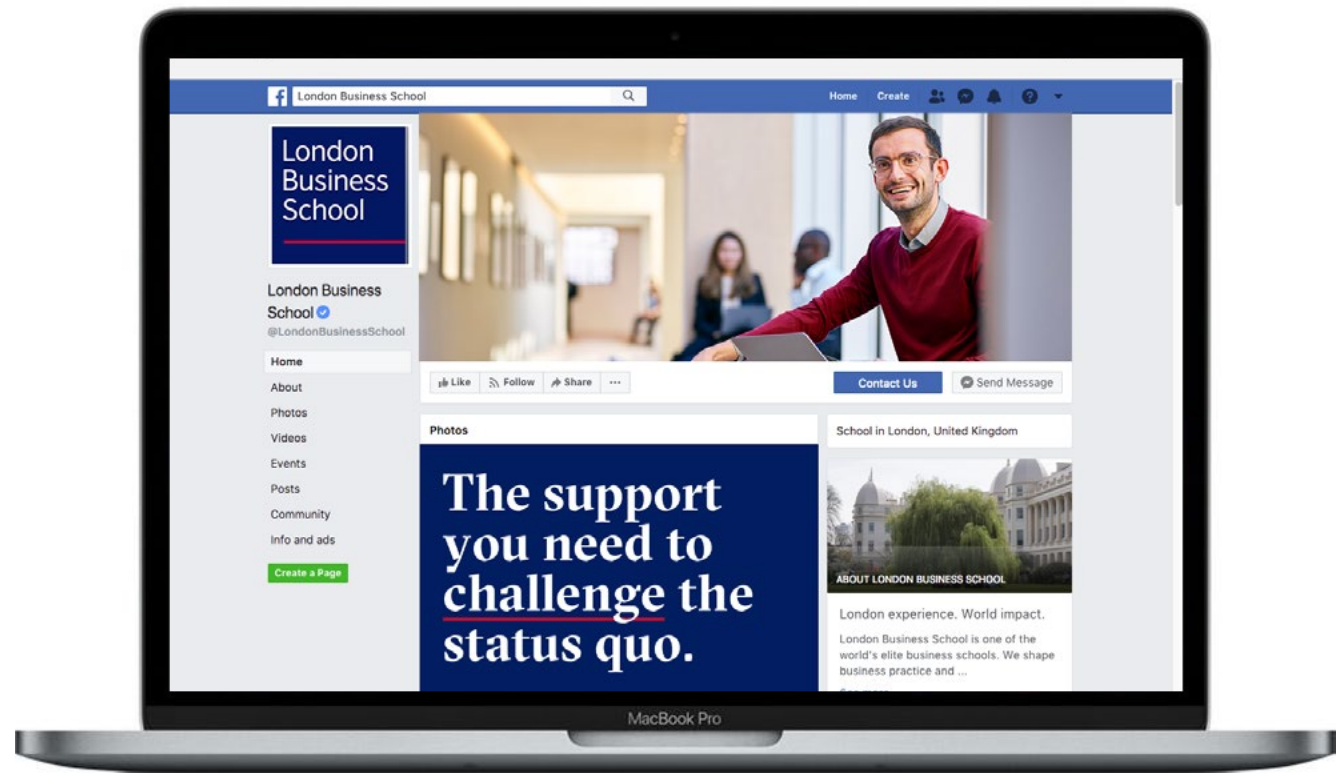 London Business School
Home Create
London
Business
School
London Business
School
@LondonBusinessSchool
Home
About
Photos
Videos
Events
Posts
Community
Info and ads
Create a Page
Like Follow Share ...
Contact Us
Send Message
Photos
The support
you need to
challenge the
status quo.
School in London, United Kingdom
ABOUT LONDON BUSINESS SCHOOL
London experience. World impact.
London Business School is one of the
world's elite business schools. We shape
business practice and ...
MacBook Pro